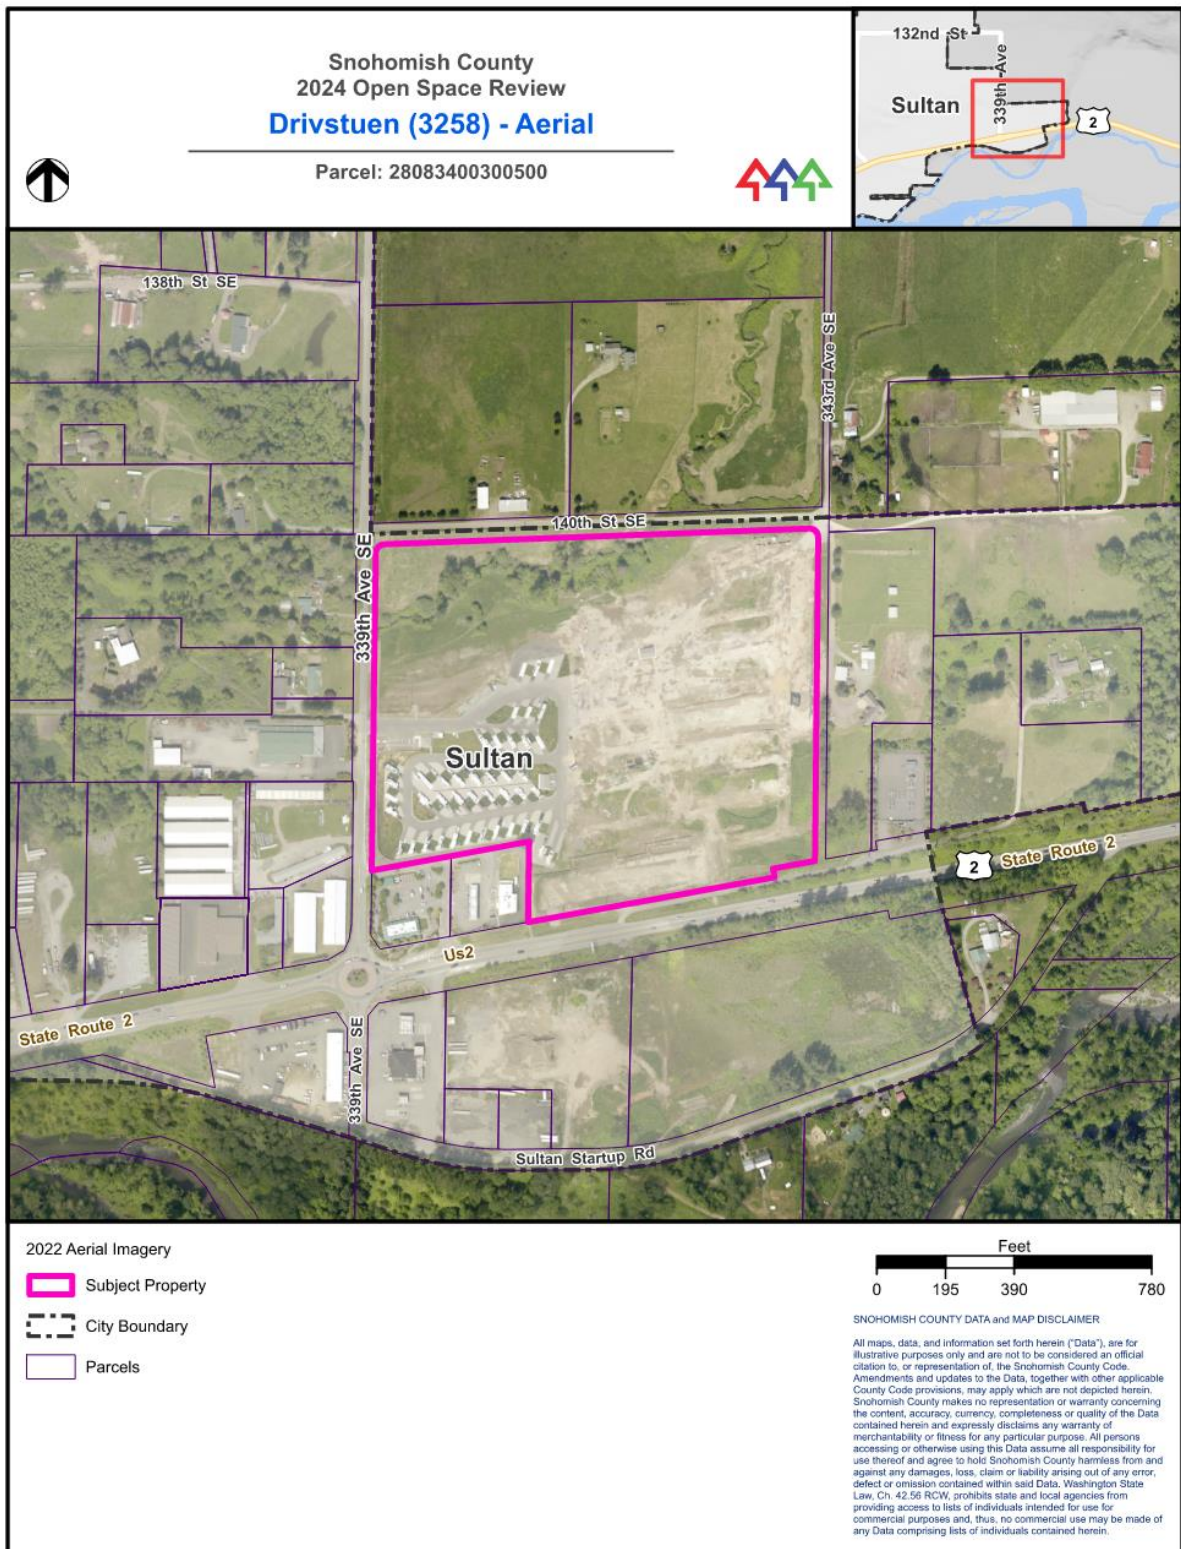 Snohomish County
2024 Open Space Review
Drivstuen (3258) - Aerial
Parcel: 28083400300500
132nd St
339th Ave
Sultan
2
138th St SE
343rd Ave SE
140th St SE
339th Ave SE
Sultan
2
State Route 2
Us2
State Route 2
339th Ave SE
Sultan Startup Rd
2022 Aerial Imagery
Subject Property
City Boundary
Parcels
Feet
0 195 390 780
SNOHOMISH COUNTY DATA and MAP DISCLAIMER
All maps, data, and information set forth herein ("Data"), are for
illustrative purposes only and are not to be considered an official
citation to, or representation of, the Snohomish County Code.
Amendments and updates to the Data, together with other applicable
County Code provisions, may apply which are not depicted herein.
Snohomish County makes no representation or warranty concerning
the content, accuracy, currency, completeness or quality of the Data
contained herein and expressly disclaims any warranty of
merchantability or fitness for any particular purpose. All persons
accessing or otherwise using this Data assume all responsibility for
use thereof and agree to hold Snohomish County harmless from and
against any damages, loss, claim or liability arising out of any error,
defect or omission contained within said Data. Washington State
Law, Ch. 42.56 RCW, prohibits state and local agencies from
providing access to lists of individuals intended for use for
commercial purposes and, thus, no commercial use may be made of
any Data comprising lists of individuals contained herein.